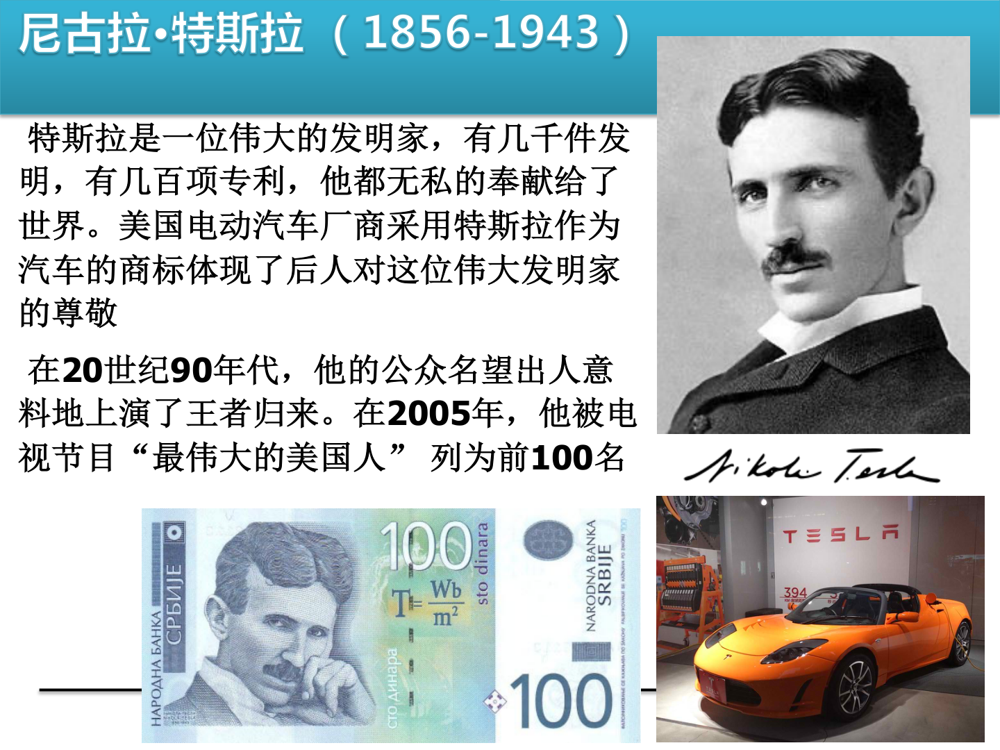 尼古拉•特斯拉 （1856-1943）
特斯拉是一位伟大的发明家，有几千件发
明，有几百项专利，他都无私的奉献给了
世界。美国电动汽车厂商采用特斯拉作为
汽车的商标体现了后人对这位伟大发明家
的尊敬
在20世纪90年代，他的公众名望出人意
料地上演了王者归来。在2005年，他被电
视节目“最伟大的美国人” 列为前100名
Nikola Tesla
НАРОДНА БАНКА
СРБИЈЕ
100
T= Wb
m²
sto dinara
сто динара
NARODNA BANKA
SRBIJE
100
TESLA
394